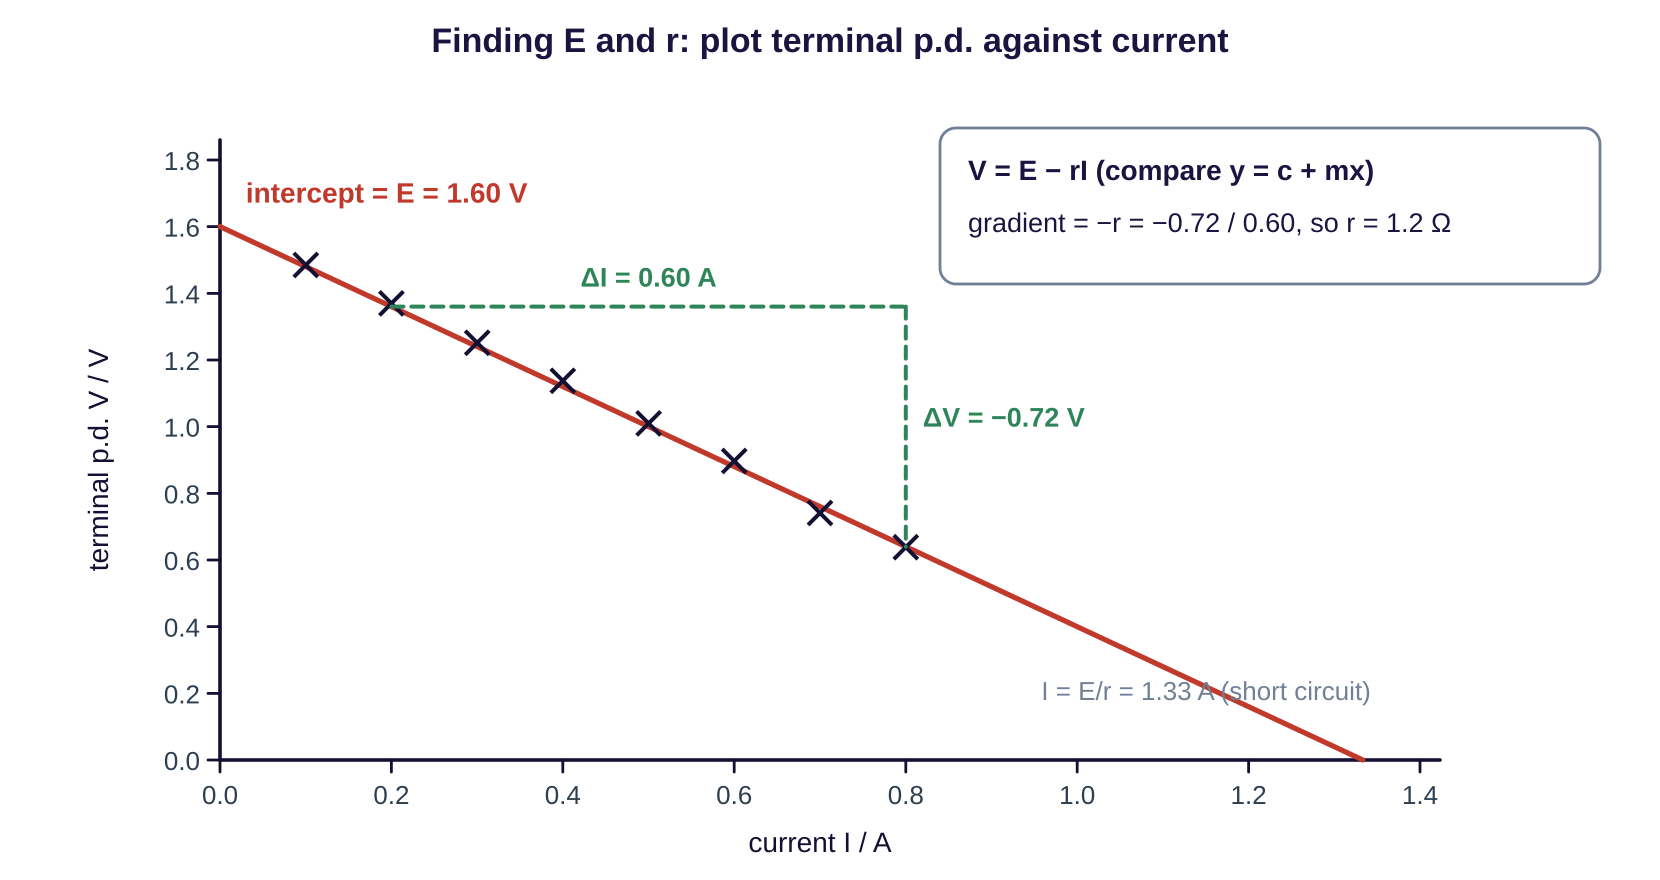 Finding E and r: plot terminal p.d. against current
V = E − rI (compare y = c + mx)
gradient = −r = −0.72 / 0.60, so r = 1.2 Ω
intercept = E = 1.60 V
ΔI = 0.60 A
ΔV = −0.72 V
I = E/r = 1.33 A (short circuit)
terminal p.d. V / V
1.8
1.6
1.4
1.2
1.0
0.8
0.6
0.4
0.2
0.0
0.0 0.2 0.4 0.6 0.8 1.0 1.2 1.4
current I / A